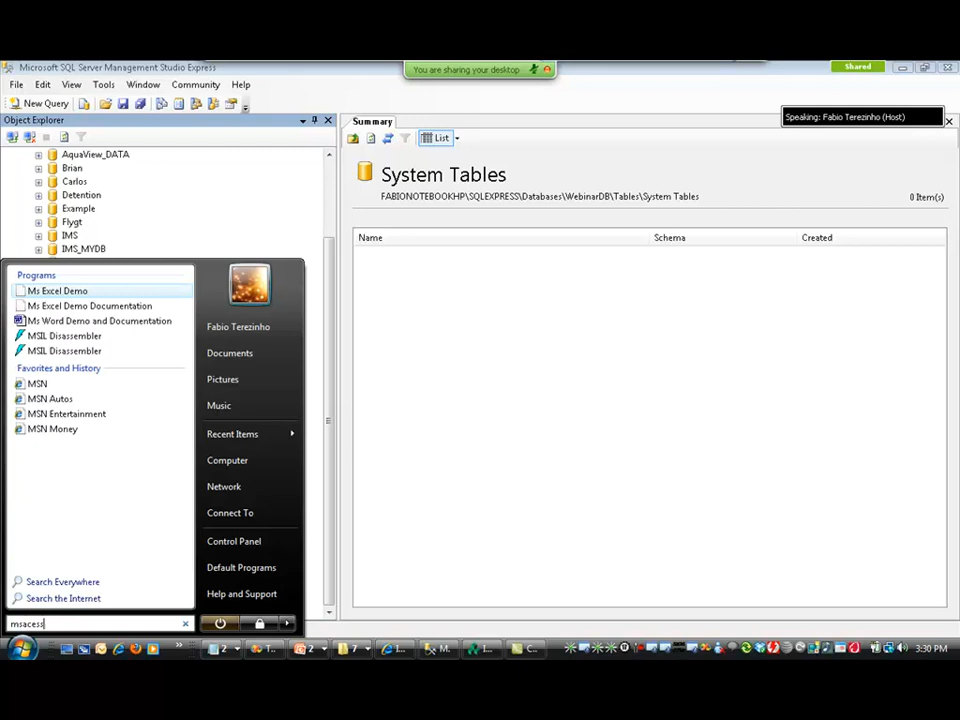 Microsoft SQL Server Management Studio Express
You are sharing your desktop
Shared
File Edit View Tools Window Community Help
New Query
Speaking: Fabio Terezinho (Host)
Object Explorer
Summary
List
AquaView_DATA
Brian
Carlos
Detention
Example
Flygt
IMS
IMS_MYDB
System Tables
FABIONOTEBOOKHP\SQLEXPRESS\Databases\WebinarDB\Tables\System Tables
0 Item(s)
Name Schema Created
Programs
Ms Excel Demo
Ms Excel Demo Documentation
Ms Word Demo and Documentation
MSIL Disassembler
MSIL Disassembler
Favorites and History
MSN
MSN Autos
MSN Entertainment
MSN Money
Search Everywhere
Search the Internet
msacess
Fabio Terezinho
Documents
Pictures
Music
Recent Items
Computer
Network
Connect To
Control Panel
Default Programs
Help and Support
2 T... 2 7 I... M... I... C... 3:30 PM